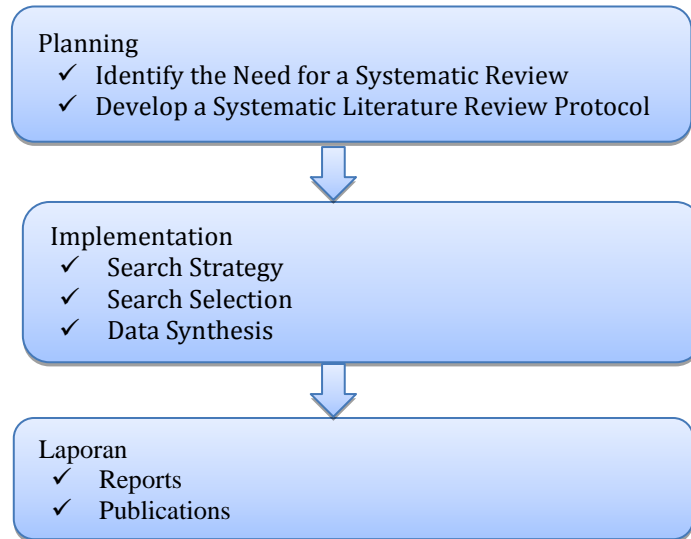 Planning
✓ Identify the Need for a Systematic Review
✓ Develop a Systematic Literature Review Protocol
Implementation
✓ Search Strategy
✓ Search Selection
✓ Data Synthesis
Laporan
✓ Reports
✓ Publications